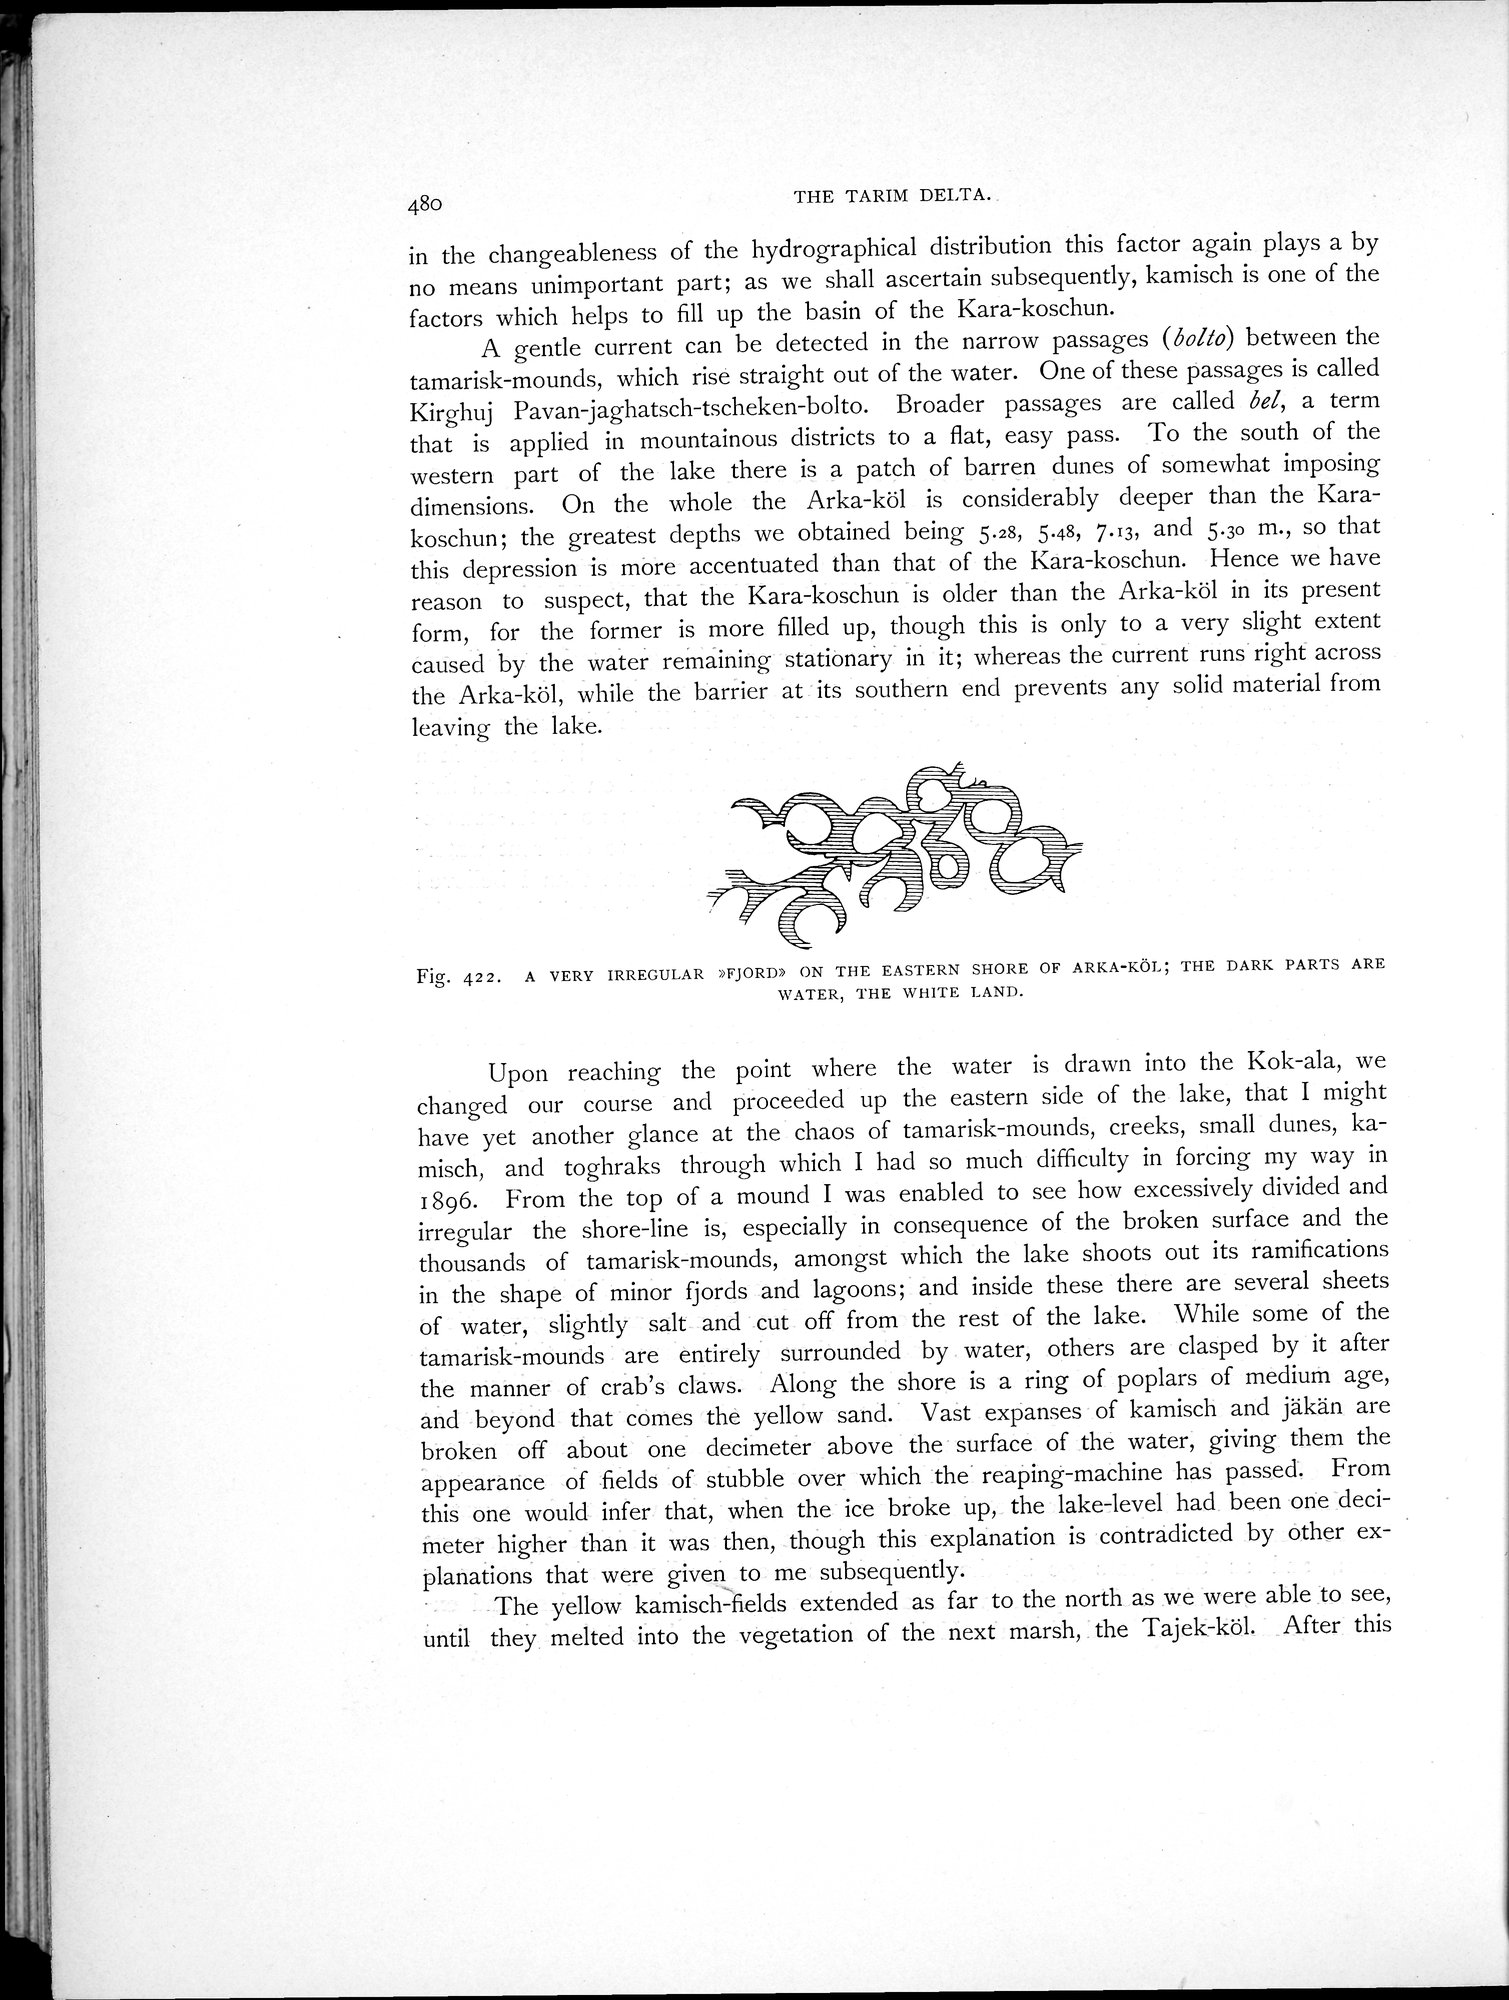 480
THE TARIM DELTA.
in the changeableness of the hydrographical distribution this factor again plays a by
no means unimportant part; as we shall ascertain subsequently, kamisch is one of the
factors which helps to fill up the basin of the Kara-koschun.
A gentle current can be detected in the narrow passages (bolto) between the
tamarisk-mounds, which rise straight out of the water. One of these passages is called
Kirghuj Pavan-jaghatsch-tscheken-bolto. Broader passages are called bel, a term
that is applied in mountainous districts to a flat, easy pass. To the south of the
western part of the lake there is a patch of barren dunes of somewhat imposing
dimensions. On the whole the Arka-köl is considerably deeper than the Kara-
koschun; the greatest depths we obtained being 5.28, 5.48, 7.13, and 5.30 m., so that
this depression is more accentuated than that of the Kara-koschun. Hence we have
reason to suspect, that the Kara-koschun is older than the Arka-köl in its present
form, for the former is more filled up, though this is only to a very slight extent
caused by the water remaining stationary in it; whereas the current runs right across
the Arka-köl, while the barrier at its southern end prevents any solid material from
leaving the lake.
Fig. 422. A VERY IRREGULAR »FJORD» ON THE EASTERN SHORE OF ARKA-KÖL; THE DARK PARTS ARE
WATER, THE WHITE LAND.
Upon reaching the point where the water is drawn into the Kok-ala, we
changed our course and proceeded up the eastern side of the lake, that I might
have yet another glance at the chaos of tamarisk-mounds, creeks, small dunes, ka-
misch, and toghraks through which I had so much difficulty in forcing my way in
1896. From the top of a mound I was enabled to see how excessively divided and
irregular the shore-line is, especially in consequence of the broken surface and the
thousands of tamarisk-mounds, amongst which the lake shoots out its ramifications
in the shape of minor fjords and lagoons; and inside these there are several sheets
of water, slightly salt and cut off from the rest of the lake. While some of the
tamarisk-mounds are entirely surrounded by water, others are clasped by it after
the manner of crab's claws. Along the shore is a ring of poplars of medium age,
and beyond that comes the yellow sand. Vast expanses of kamisch and jäkän are
broken off about one decimeter above the surface of the water, giving them the
appearance of fields of stubble over which the reaping-machine has passed. From
this one would infer that, when the ice broke up, the lake-level had been one deci-
meter higher than it was then, though this explanation is contradicted by other ex-
planations that were given to me subsequently.
The yellow kamisch-fields extended as far to the north as we were able to see,
until they melted into the vegetation of the next marsh, the Tajek-köl. After this